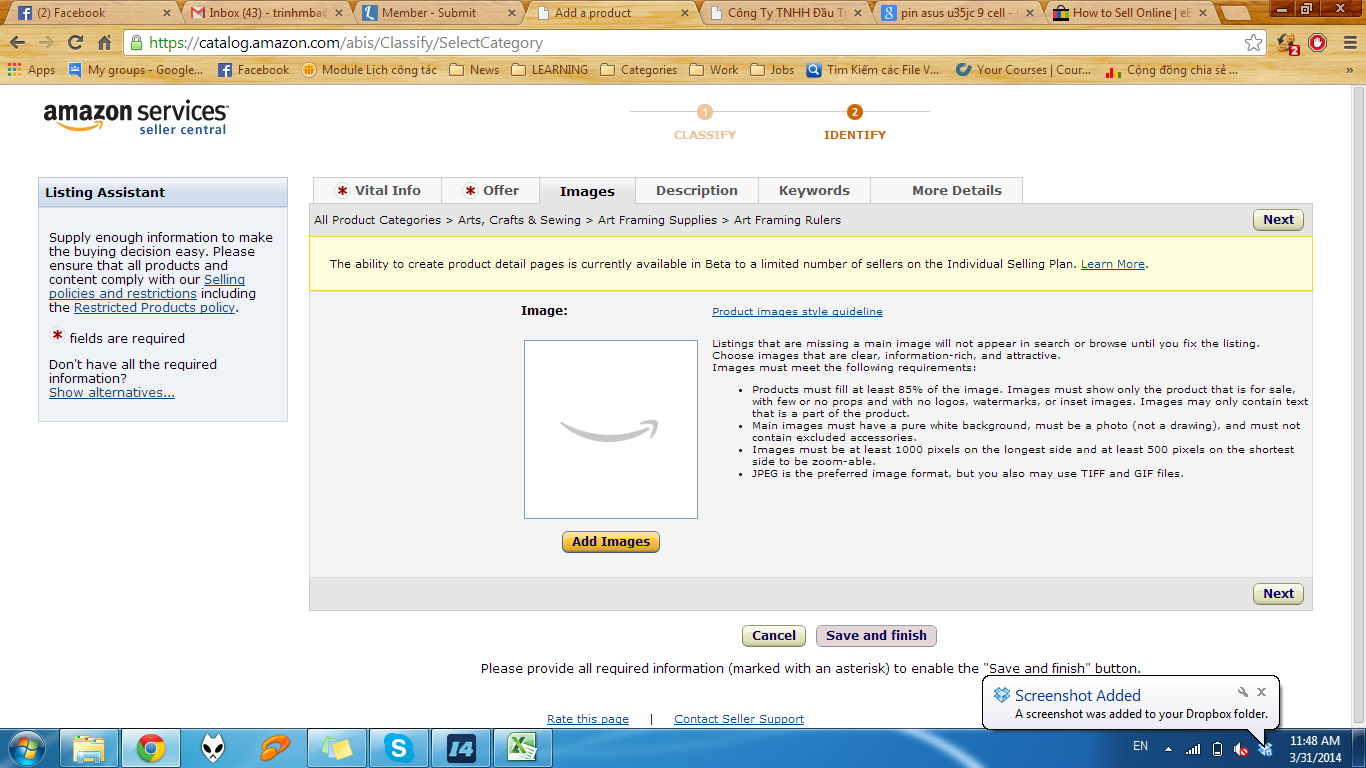 (2) Facebook
Inbox (43) - trinhmba@
Member - Submit
Add a product
Công Ty TNHH Đầu T
pin asus u35jc 9 cell -
How to Sell Online | eB
https://catalog.amazon.com/abis/Classify/SelectCategory
2
Apps
My groups - Google...
Facebook
Module Lịch công tác
News
LEARNING
Categories
Work
Jobs
Tìm Kiếm các File V...
Your Courses | Cour...
Cộng đồng chia sẻ ...
»
amazon services
seller central
1
CLASSIFY
2
IDENTIFY
Listing Assistant
Supply enough information to make
the buying decision easy. Please
ensure that all products and
content comply with our Selling
policies and restrictions including
the Restricted Products policy.
* fields are required
Don't have all the required
information?
Show alternatives...
* Vital Info
* Offer
Images
Description
Keywords
More Details
All Product Categories > Arts, Crafts & Sewing > Art Framing Supplies > Art Framing Rulers
Next
The ability to create product detail pages is currently available in Beta to a limited number of sellers on the Individual Selling Plan. Learn More.
Image:
Product images style guideline
Listings that are missing a main image will not appear in search or browse until you fix the listing.
Choose images that are clear, information-rich, and attractive.
Images must meet the following requirements:
• Products must fill at least 85% of the image. Images must show only the product that is for sale,
with few or no props and with no logos, watermarks, or inset images. Images may only contain text
that is a part of the product.
• Main images must have a pure white background, must be a photo (not a drawing), and must not
contain excluded accessories.
• Images must be at least 1000 pixels on the longest side and at least 500 pixels on the shortest
side to be zoom-able.
• JPEG is the preferred image format, but you also may use TIFF and GIF files.
Add Images
Next
Cancel
Save and finish
Please provide all required information (marked with an asterisk) to enable the "Save and finish" button.
Screenshot Added
A screenshot was added to your Dropbox folder.
Rate this page | Contact Seller Support
14
EN
11:48 AM
3/31/2014